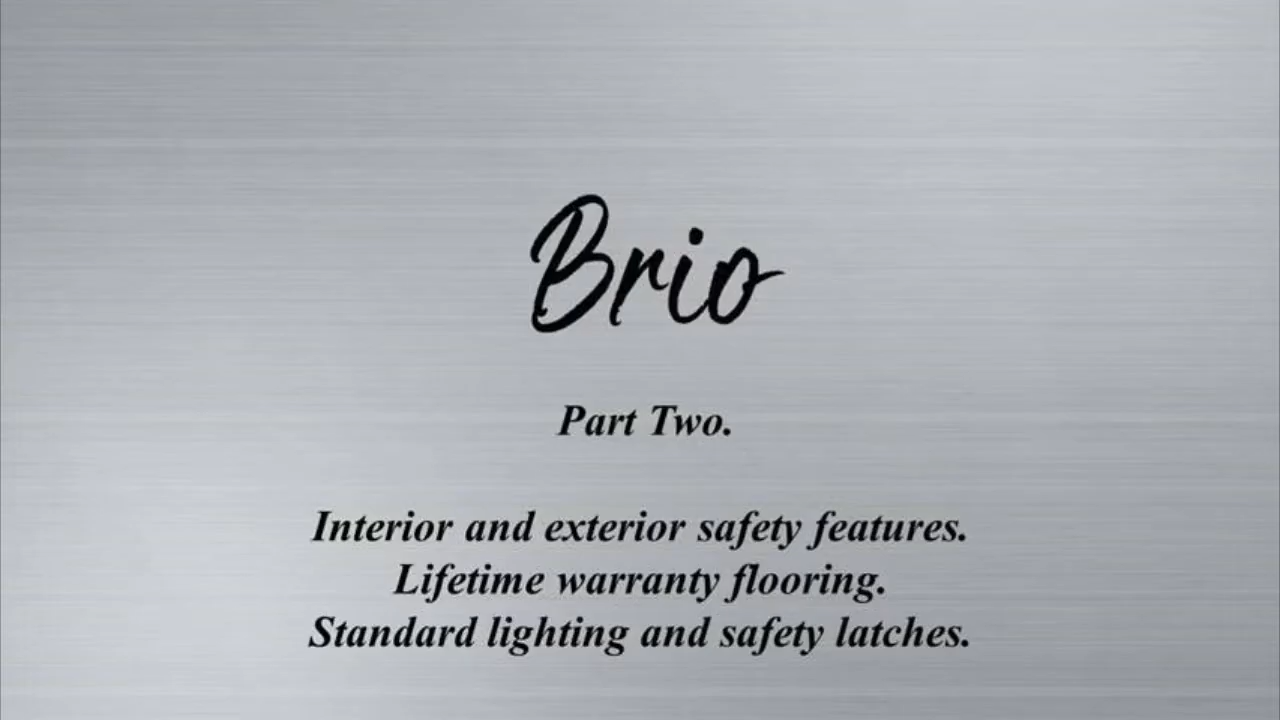 Brio
Part Two.
Interior and exterior safety features.
Lifetime warranty flooring.
Standard lighting and safety latches.